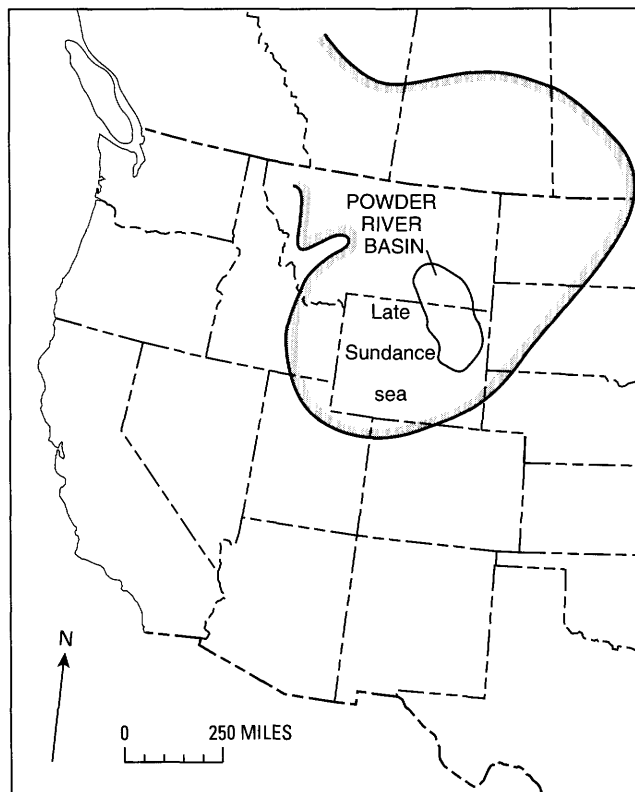 POWDER
RIVER
BASIN
Late
Sundance
sea
N
0 250 MILES